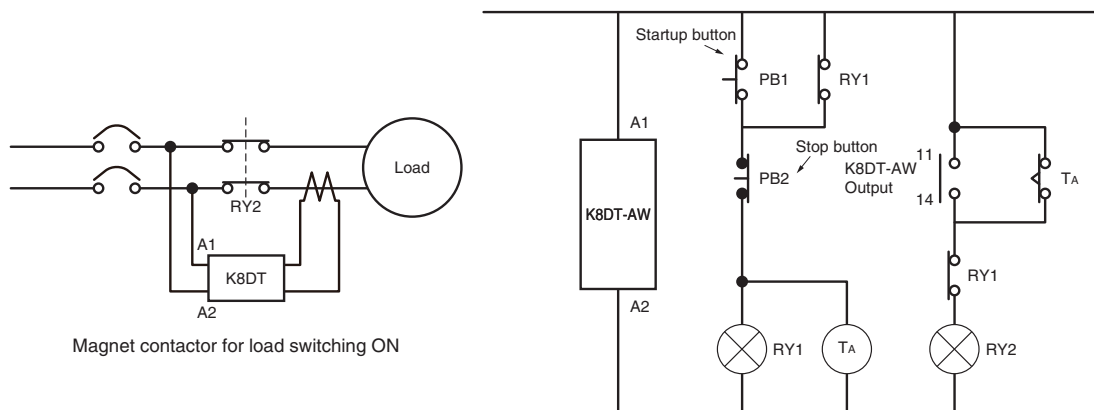 Load
RY2
A1
K8DT
A2
Magnet contactor for load switching ON
Startup button
PB1
RY1
A1
Stop button
PB2
K8DT-AW
A2
RY1
TA
11
K8DT-AW
Output
14
TA
RY1
RY2